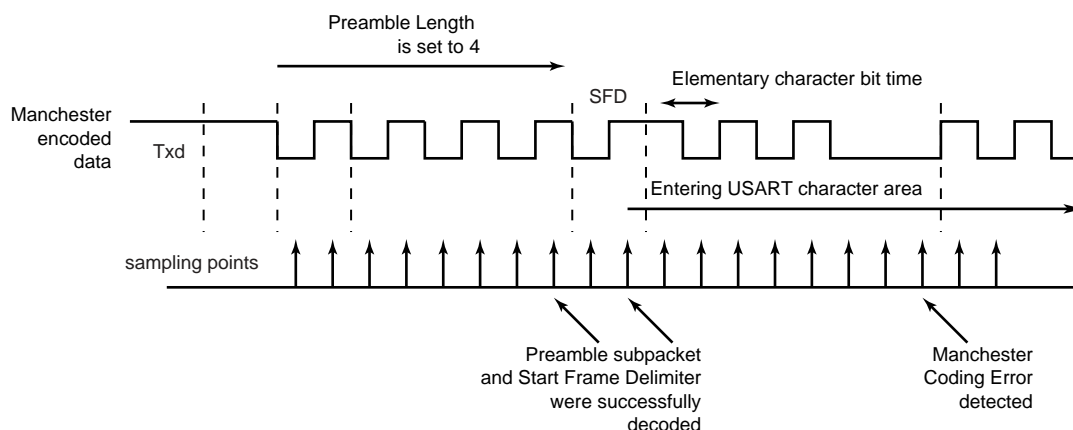 Preamble Length
is set to 4
Elementary character bit time
SFD
Manchester
encoded
data
Txd
Entering USART character area
sampling points
Preamble subpacket
and Start Frame Delimiter
were successfully
decoded
Manchester
Coding Error
detected